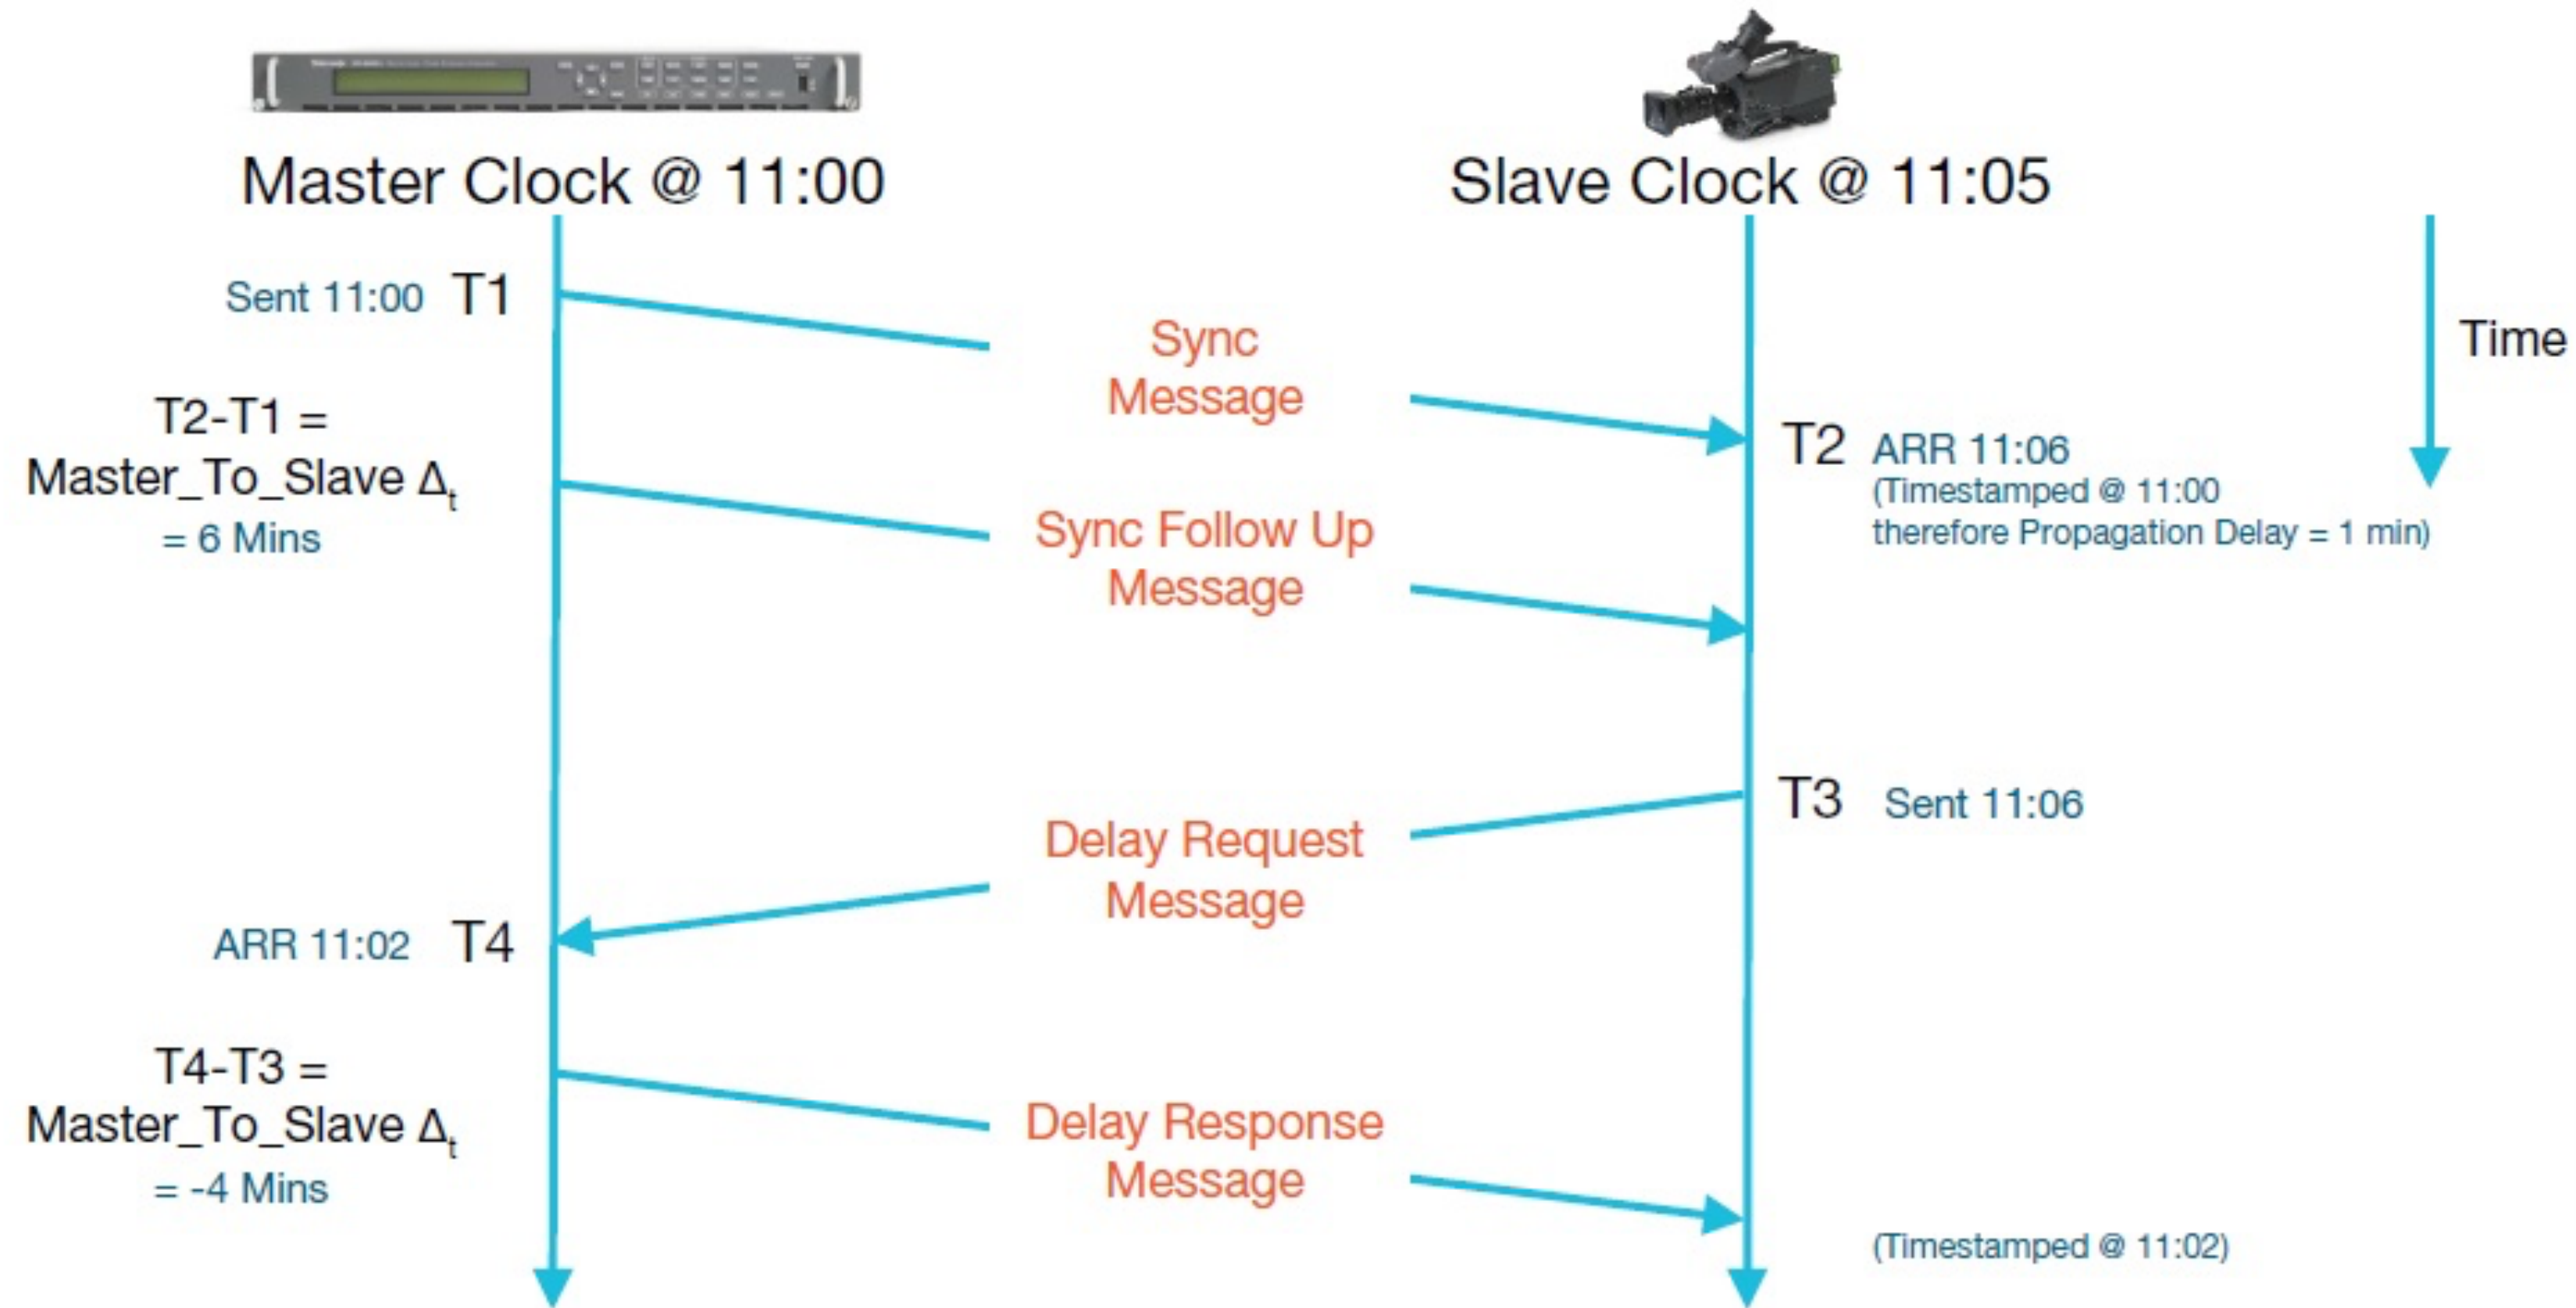 Master Clock @ 11:00
Slave Clock @ 11:05
Sent 11:00 T1
Sync
Message
Time
T2-T1 =
Master_To_Slave Δt
= 6 Mins
T2 ARR 11:06
(Timestamped @ 11:00
therefore Propagation Delay = 1 min)
Sync Follow Up
Message
T3 Sent 11:06
Delay Request
Message
ARR 11:02 T4
T4-T3 =
Master_To_Slave Δt
= -4 Mins
Delay Response
Message
(Timestamped @ 11:02)